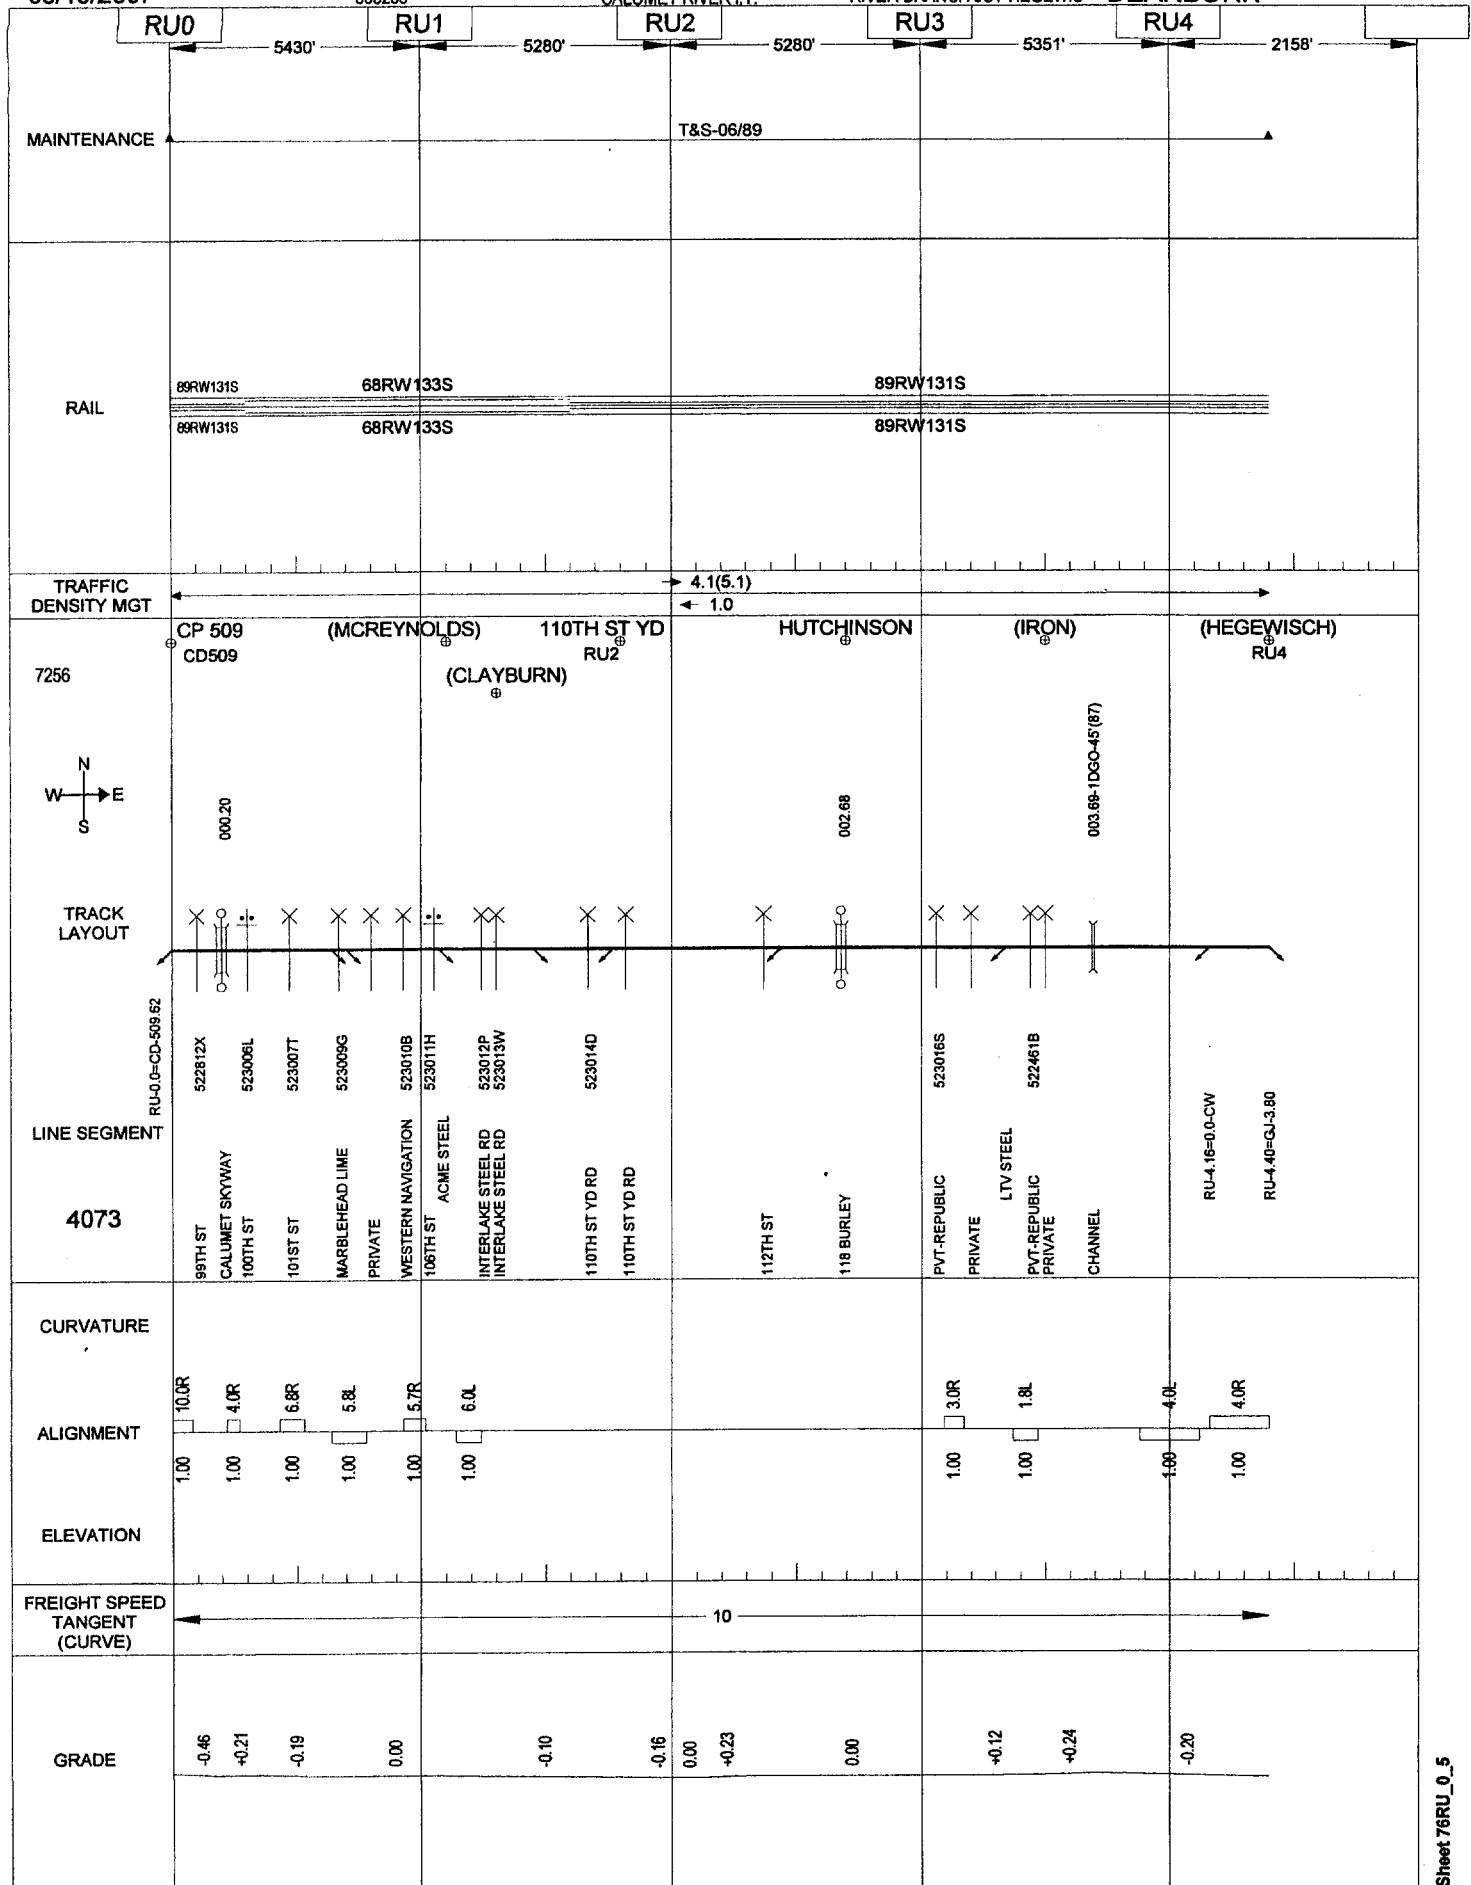 RU0 RU1 RU2 RU3 RU4
5430' 5280' 5280' 5351' 2158'
MAINTENANCE
T&S-06/89
RAIL
89RW131S 68RW133S 89RW131S
89RW131S 68RW133S 89RW131S
TRAFFIC
DENSITY MGT
4.1(5.1)
1.0
CP 509 (MCREYNOLDS) 110TH ST YD HUTCHINSON (IRON) (HEGEWISCH)
CD509 RU2 RU4
(CLAYBURN)
7256
N
W E
S
000.20
002.68
003.69-1DGO-45'(87)
TRACK
LAYOUT
RU-0.0=CD-509.62
522812X
523006L
523007T
523009G
523010B
523011H
523012P
523013W
523014D
523016S
522461B
RU-4.16=0.0-CW
RU-4.40=GJ-3.80
LINE SEGMENT
4073
99TH ST
CALUMET SKYWAY
100TH ST
101ST ST
MARBLEHEAD LIME
PRIVATE
WESTERN NAVIGATION
106TH ST
ACME STEEL
INTERLAKE STEEL RD
INTERLAKE STEEL RD
110TH ST YD RD
110TH ST YD RD
112TH ST
118 BURLEY
PVT-REPUBLIC
PRIVATE
LTV STEEL
PVT-REPUBLIC
PRIVATE
CHANNEL
CURVATURE
10.0R 4.0R 6.8R 5.8L 5.7R 6.0L 3.0R 1.8L 4.0L 4.0R
ALIGNMENT
1.00 1.00 1.00 1.00 1.00 1.00 1.00 1.00 1.00 1.00
ELEVATION
FREIGHT SPEED
TANGENT
(CURVE)
10
GRADE
-0.46 +0.21 -0.19 0.00 -0.10 -0.16 0.00 +0.23 0.00 +0.12 +0.24 -0.20
Sheet 76RU_0_5